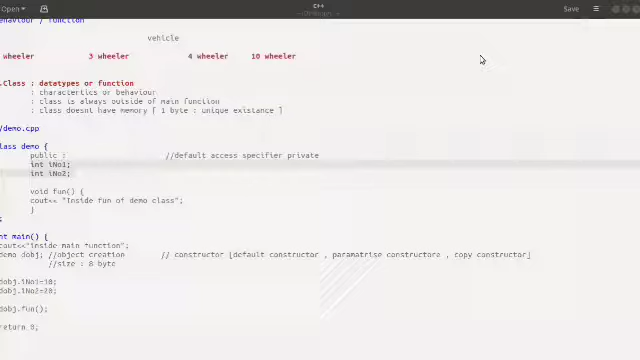 Open
C++
Save
ehaviour / function
vehicle
wheeler 3 wheeler 4 wheeler 10 wheeler
.Class : datatypes or function
: charactertics or behaviour
: class is always outside of main function
: class doesnt have memory [ 1 byte : unique existance ]
/demo.cpp
lass demo {
public : //default access specifier private
int iNo1;
int iNo2;
void fun() {
cout<< "Inside fun of demo class";
}
;
nt main() {
cout<<"inside main function";
demo dobj; //object creation // constructor [default constructor , paramatrise constructore , copy constructor]
//size : 8 byte
dobj.iNo1=10;
dobj.iNo2=20;
dobj.fun();
return 0;